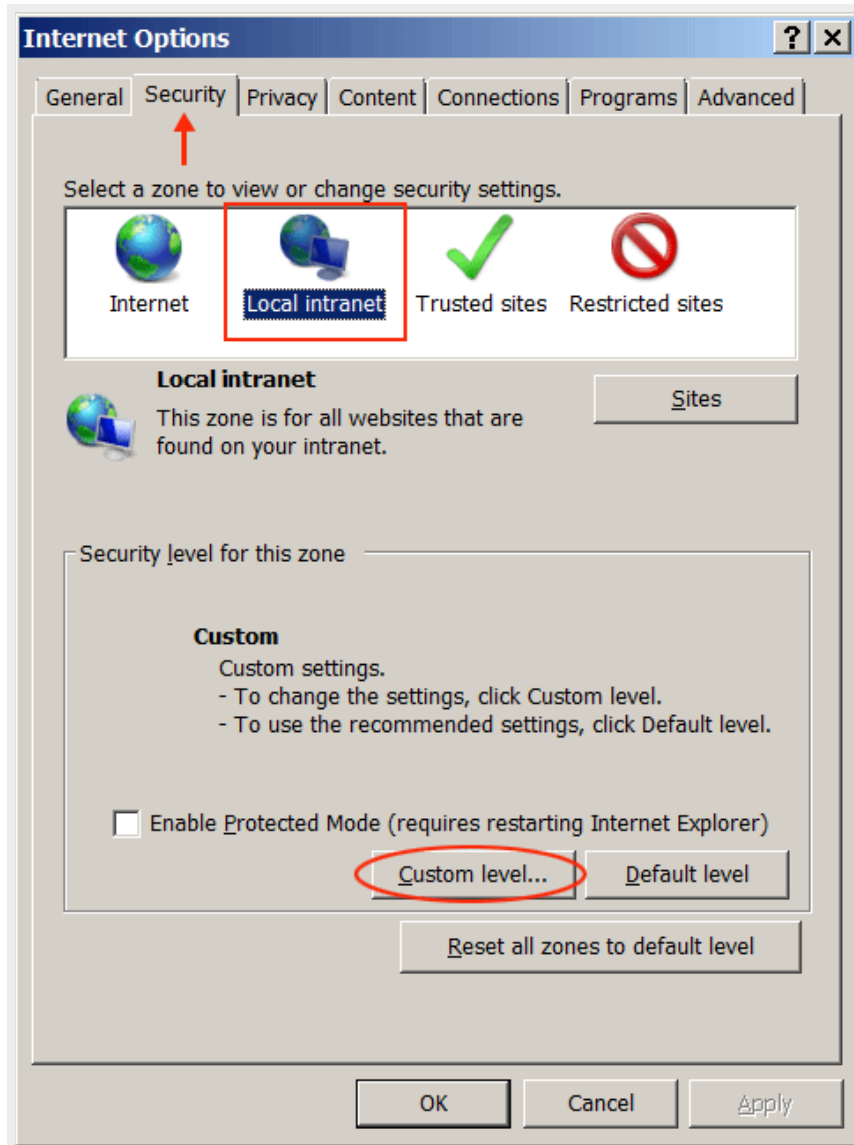 Internet Options
General Security Privacy Content Connections Programs Advanced
Select a zone to view or change security settings.
Internet Local intranet Trusted sites Restricted sites
Local intranet
Sites
This zone is for all websites that are
found on your intranet.
Security level for this zone
Custom
Custom settings.
- To change the settings, click Custom level.
- To use the recommended settings, click Default level.
Enable Protected Mode (requires restarting Internet Explorer)
Custom level... Default level
Reset all zones to default level
OK Cancel Apply